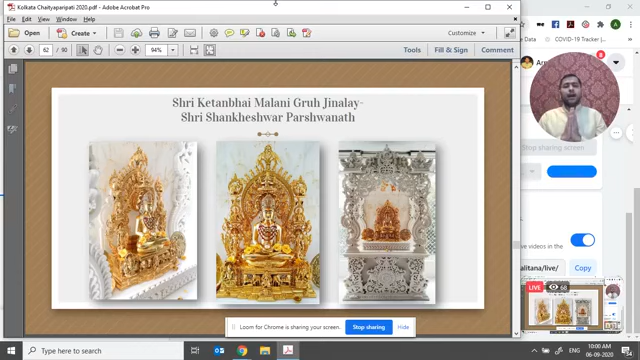 Kolkata Chaityaparipati 2020.pdf - Adobe Acrobat Pro
File Edit View Window Help
Open
Create
Customize
62 / 90
94%
Tools
Fill & Sign
Comment
Shri Ketanbhai Malani Gruh Jinalay-
Shri Shankheshwar Parshwanath
Data
COVID-19 Tracker |...
Stop sharing screen
ve videos in the
alitana/live/
Copy
LIVE
68
Loom for Chrome is sharing your screen.
Stop sharing
Hide
Type here to search
ENG
10:00 AM
06-09-2020